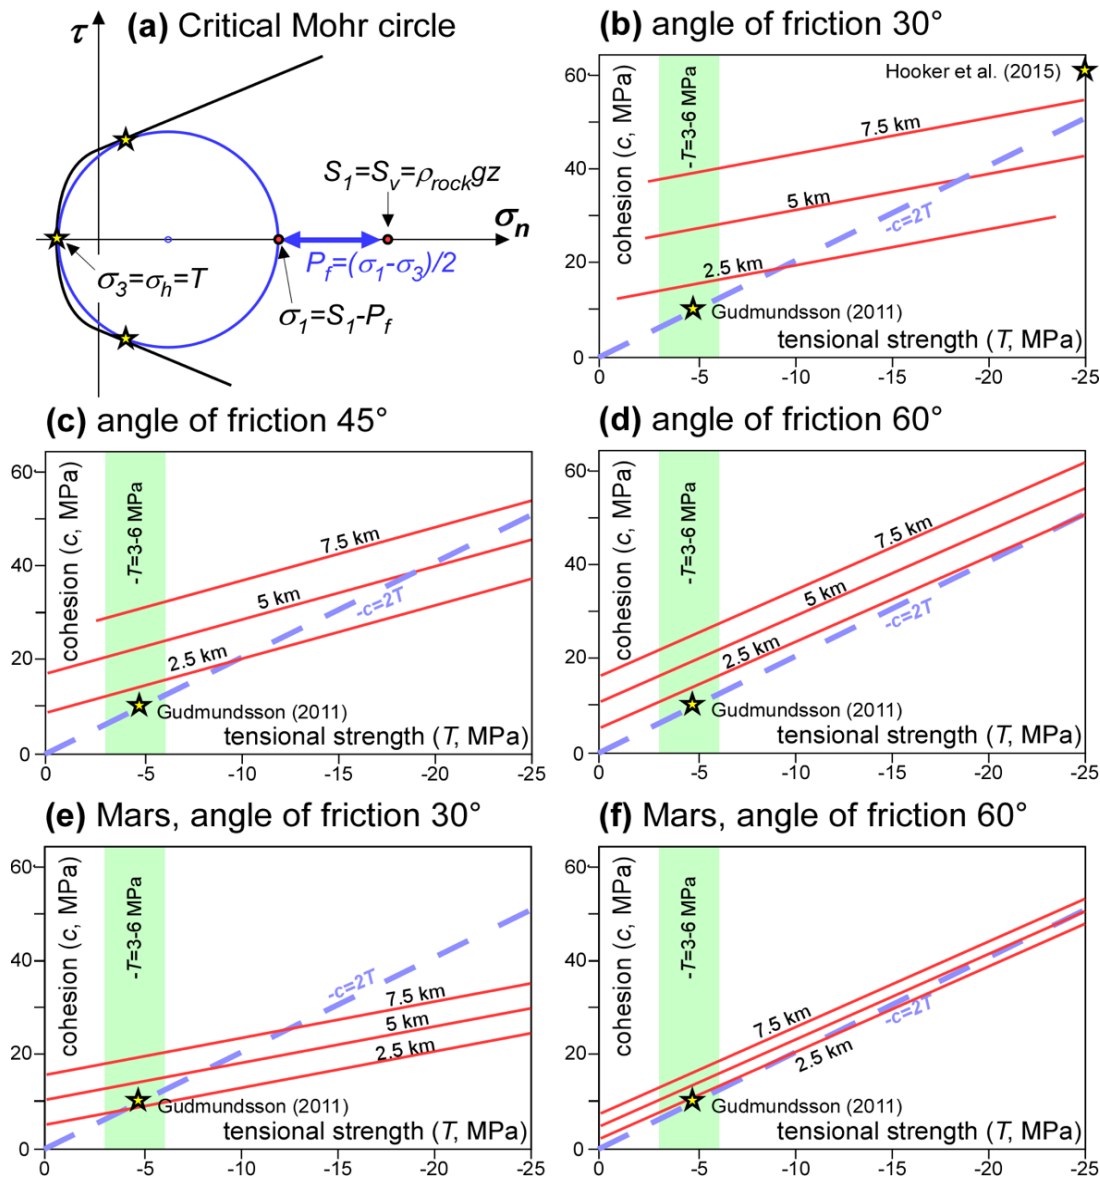 (a) Critical Mohr circle
τ
S₁=Sᵥ=ρrockgz
σn
Pf=(σ₁-σ₃)/2
σ₃=σh=T
σ₁=S₁-Pf
(b) angle of friction 30°
Hooker et al. (2015)
60
40
20
0
cohesion (c, MPa)
-T=3-6 MPa
7.5 km
5 km
2.5 km
-c=2T
Gudmundsson (2011)
tensional strength (T, MPa)
0
-5
-10
-15
-20
-25
(c) angle of friction 45°
60
40
20
0
cohesion (c, MPa)
-T=3-6 MPa
7.5 km
5 km
2.5 km
-c=2T
Gudmundsson (2011)
tensional strength (T, MPa)
0
-5
-10
-15
-20
-25
(d) angle of friction 60°
60
40
20
0
cohesion (c, MPa)
-T=3-6 MPa
7.5 km
5 km
2.5 km
-c=2T
Gudmundsson (2011)
tensional strength (T, MPa)
0
-5
-10
-15
-20
-25
(e) Mars, angle of friction 30°
60
40
20
0
cohesion (c, MPa)
-T=3-6 MPa
-c=2T
7.5 km
5 km
2.5 km
Gudmundsson (2011)
tensional strength (T, MPa)
0
-5
-10
-15
-20
-25
(f) Mars, angle of friction 60°
60
40
20
0
cohesion (c, MPa)
-T=3-6 MPa
7.5 km
-c=2T
2.5 km
Gudmundsson (2011)
tensional strength (T, MPa)
0
-5
-10
-15
-20
-25